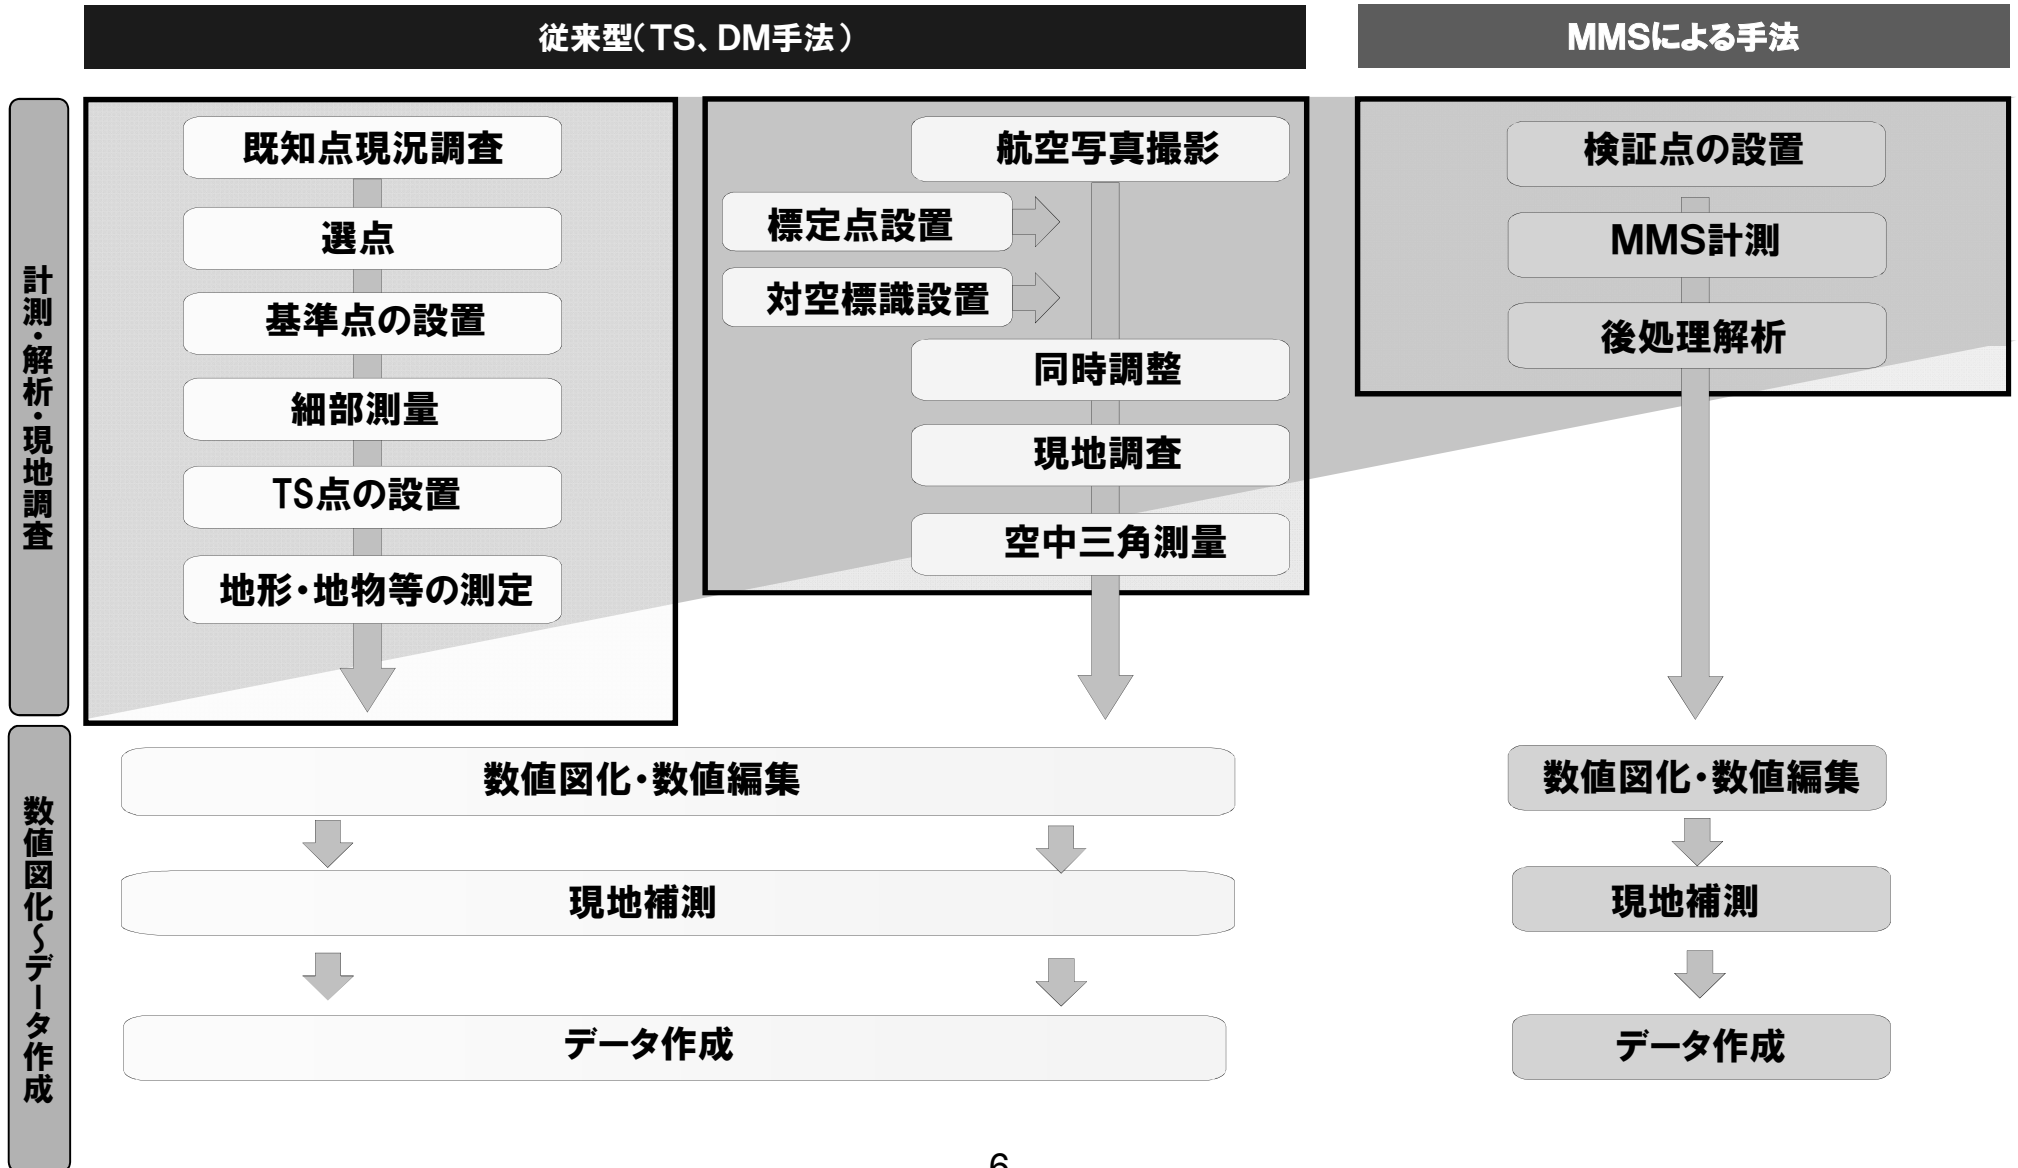 従来型(TS、DM手法)
MMSによる手法
計測・解析・現地調査
既知点現況調査
選点
基準点の設置
細部測量
TS点の設置
地形・地物等の測定
航空写真撮影
標定点設置
対空標識設置
同時調整
現地調査
空中三角測量
検証点の設置
MMS計測
後処理解析
数値図化～データ作成
数値図化・数値編集
現地補測
データ作成
数値図化・数値編集
現地補測
データ作成
6